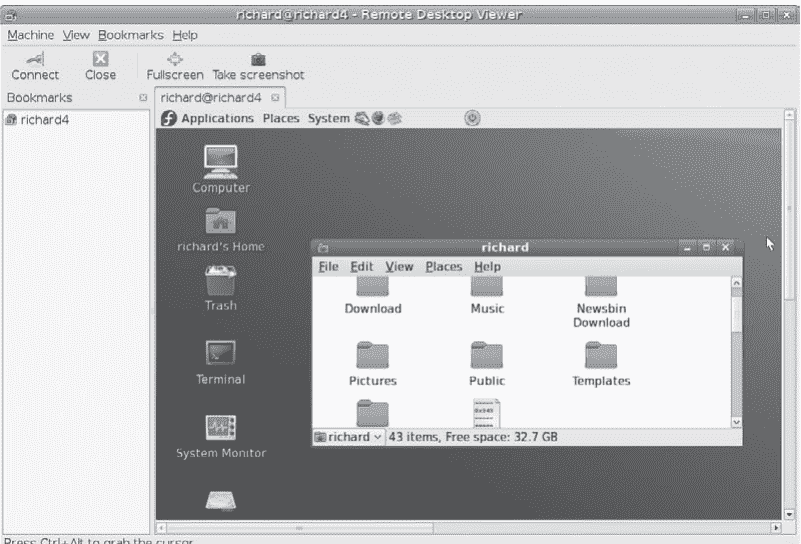 richard@richard4 - Remote Desktop Viewer
Machine View Bookmarks Help
Connect Close Fullscreen Take screenshot
Bookmarks richard@richard4
richard4
Applications Places System
Computer
richard's Home
Trash
Terminal
System Monitor
richard
File Edit View Places Help
Download Music Newsbin
Download
Pictures Public Templates
richard 43 items, Free space: 32.7 GB
Press Ctrl+Alt to grab the cursor